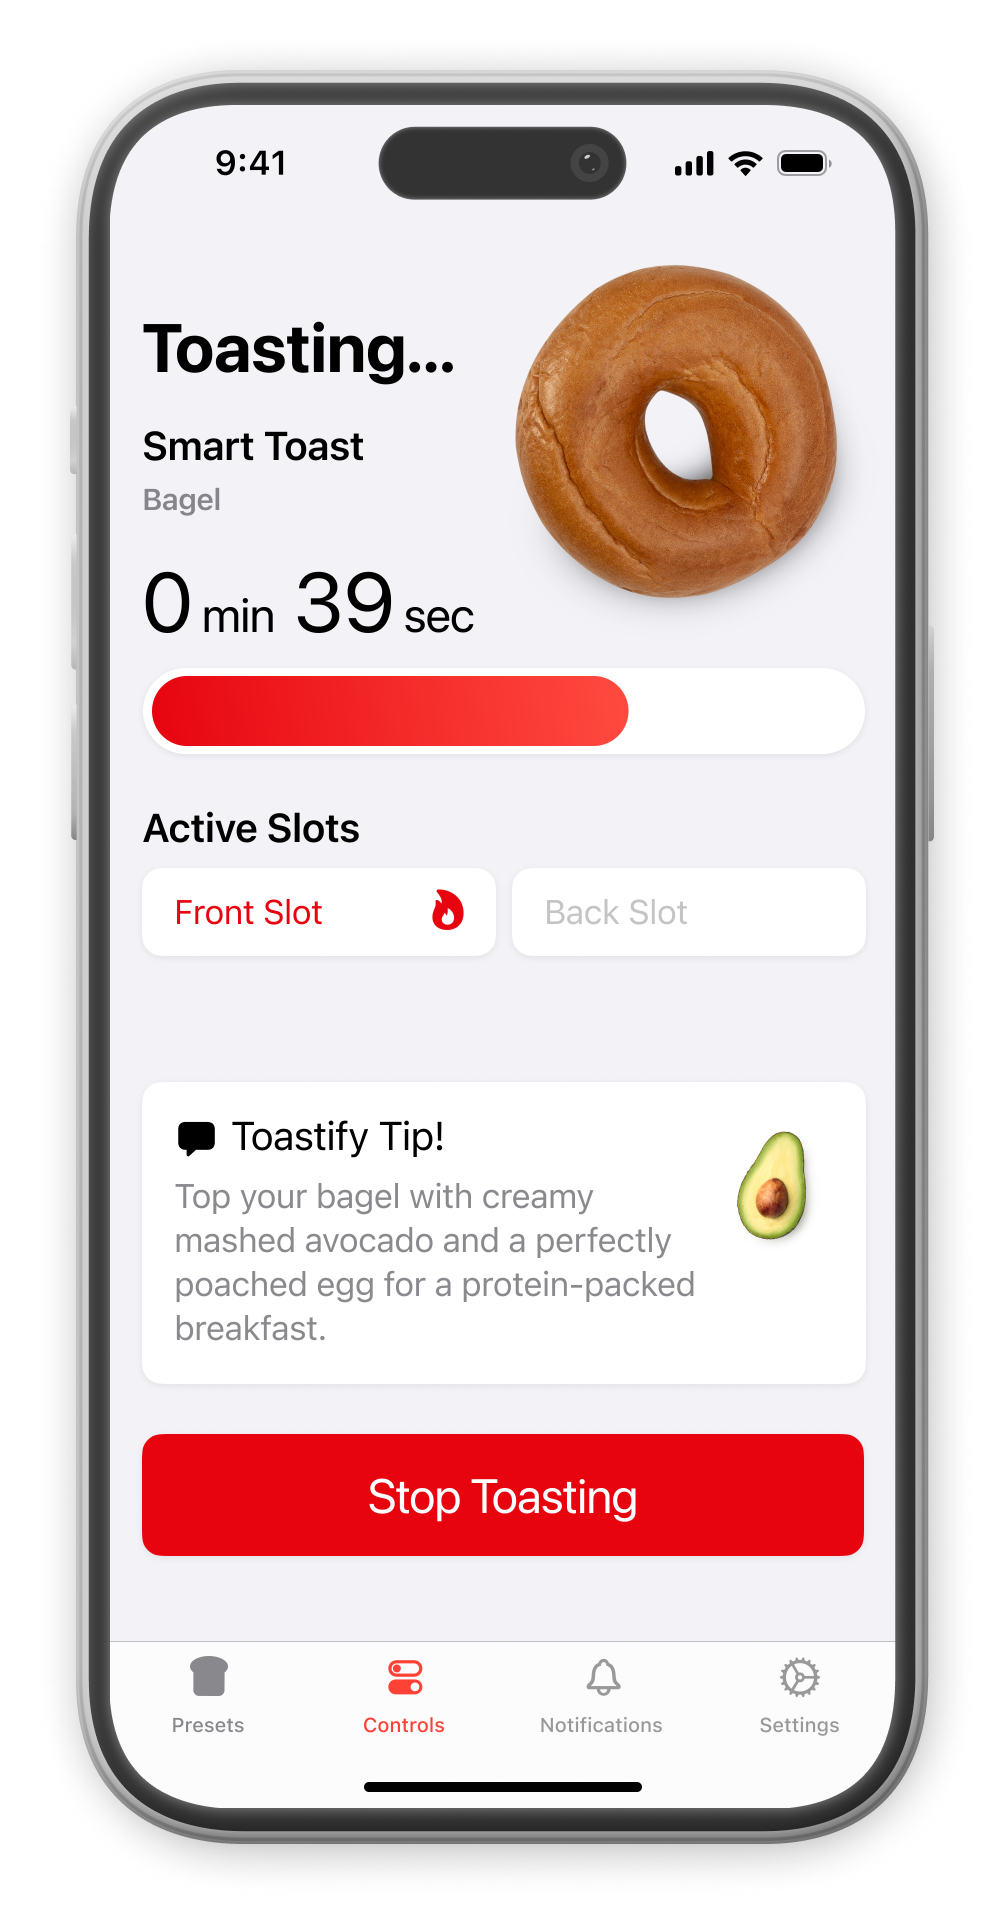 9:41
Toasting...
Smart Toast
Bagel
0 min 39 sec
Active Slots
Front Slot
Back Slot
Toastify Tip!
Top your bagel with creamy
mashed avocado and a perfectly
poached egg for a protein-packed
breakfast.
Stop Toasting
Presets
Controls
Notifications
Settings